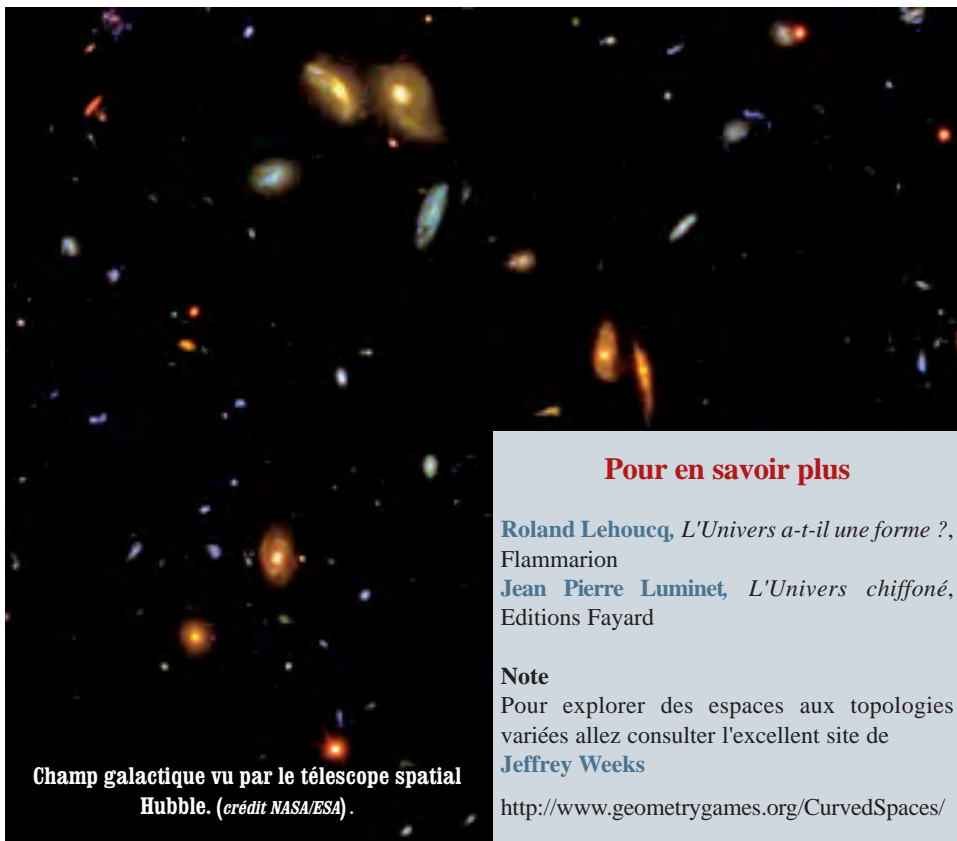 Pour en savoir plus
Roland Lehoucq, L'Univers a-t-il une forme ?,
Flammarion
Jean Pierre Luminet, L'Univers chiffoné,
Editions Fayard
Note
Pour explorer des espaces aux topologies
variées allez consulter l'excellent site de
Jeffrey Weeks
http://www.geometrygames.org/CurvedSpaces/
Champ galactique vu par le télescope spatial
Hubble. (crédit NASA/ESA).